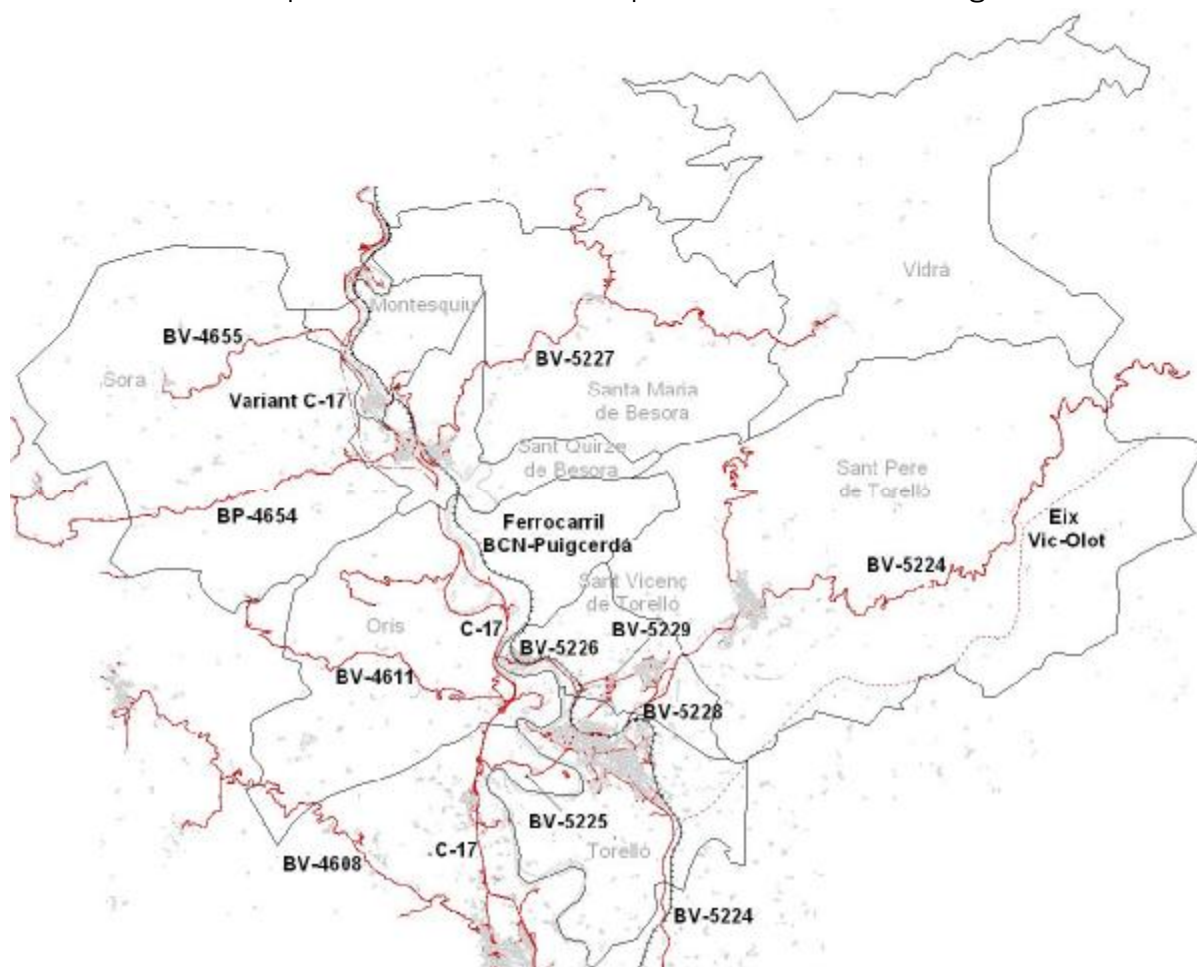 Vidrà
Montesquiu
BV-4655
BV-5227
Sora
Santa Maria
de Besora
Variant C-17
Sant Quirze
de Besora
Sant Pere
de Torelló
BP-4654
Ferrocarril
BCN-Puigcerdà
Eix
Vic-Olot
BV-5224
Sant Vicenç
de Torelló
Orís
C-17
BV-5229
BV-5226
BV-4611
BV-5228
BV-5225
C-17
Torelló
BV-4608
BV-5224